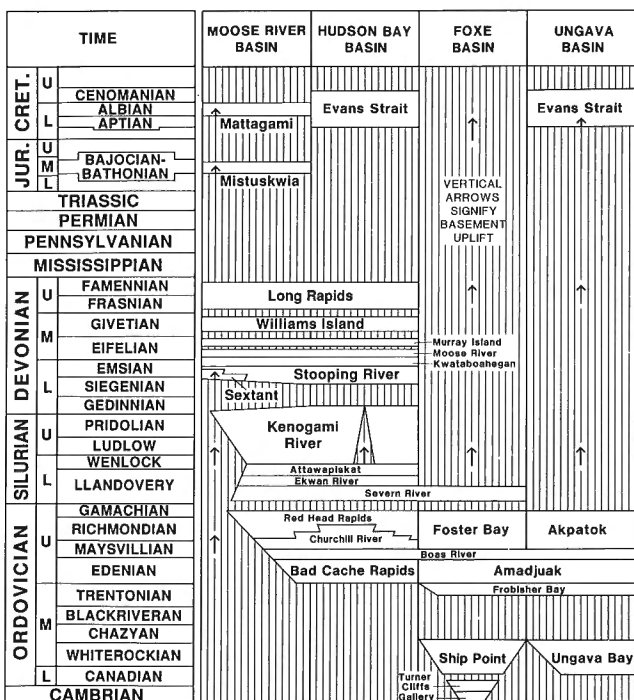 TIME
MOOSE RIVER BASIN
HUDSON BAY BASIN
FOXE BASIN
UNGAVA BASIN
CRET.
U
CENOMANIAN
L
ALBIAN
APTIAN
Mattagami
Evans Strait
Evans Strait
JUR.
U
M
L
BAJOCIAN-
BATHONIAN
Mistuskwia
TRIASSIC
PERMIAN
PENNSYLVANIAN
MISSISSIPPIAN
VERTICAL
ARROWS
SIGNIFY
BASEMENT
UPLIFT
DEVONIAN
U
FAMENNIAN
FRASNIAN
Long Rapids
M
GIVETIAN
EIFELIAN
Williams Island
Murray Island
Moose River
Kwataboahegan
L
EMSIAN
SIEGENIAN
GEDINNIAN
Stooping River
Sextant
SILURIAN
U
PRIDOLIAN
LUDLOW
Kenogami
River
L
WENLOCK
LLANDOVERY
Attawapiskat
Ekwan River
Severn River
ORDOVICIAN
U
GAMACHIAN
RICHMONDIAN
MAYSVILLIAN
EDENIAN
Red Head Rapids
Churchill River
Foster Bay
Akpatok
Boas River
Bad Cache Rapids
Amadjuak
M
TRENTONIAN
BLACKRIVERAN
CHAZYAN
WHITEROCKIAN
Frobisher Bay
Ship Point
Ungava Bay
L
CANADIAN
Turner
Cliffs
CAMBRIAN
Gallery